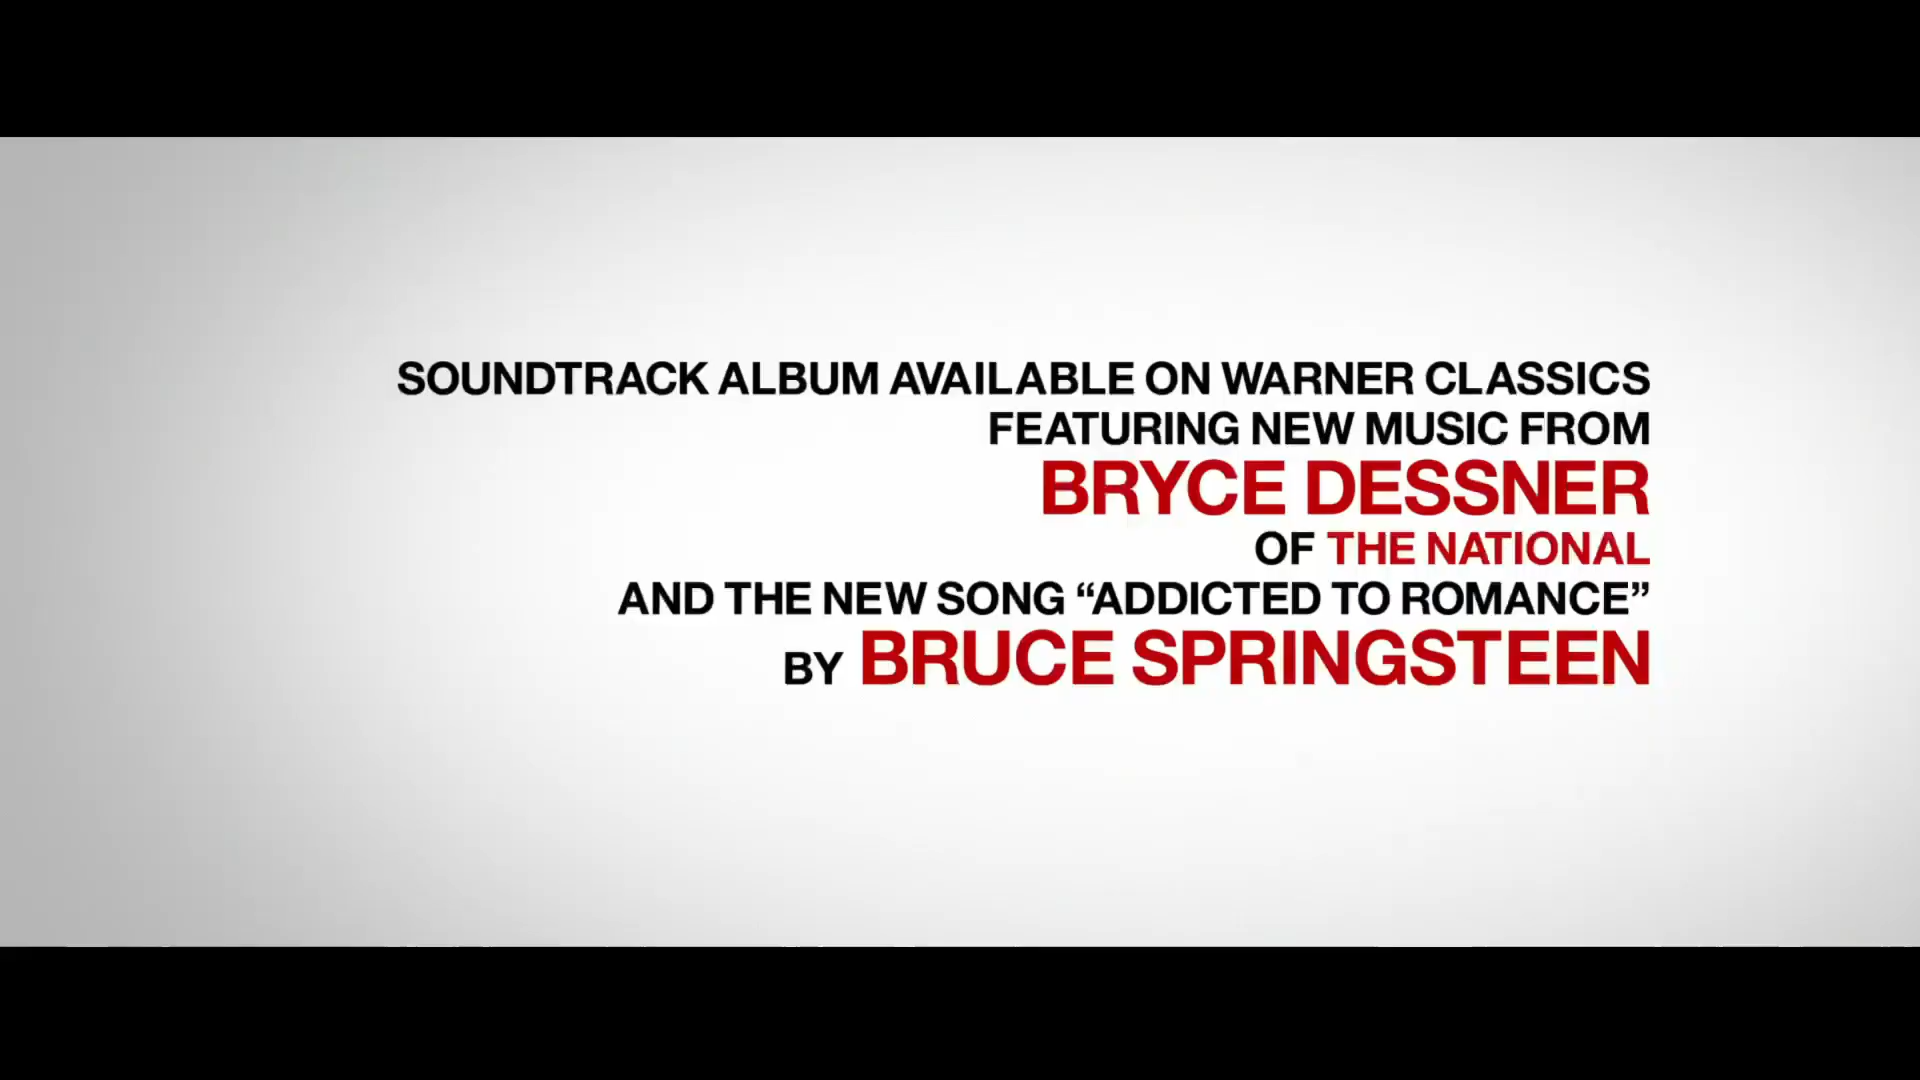 SOUNDTRACK ALBUM AVAILABLE ON WARNER CLASSICS
FEATURING NEW MUSIC FROM
BRYCE DESSNER
OF THE NATIONAL
AND THE NEW SONG “ADDICTED TO ROMANCE”
BY BRUCE SPRINGSTEEN